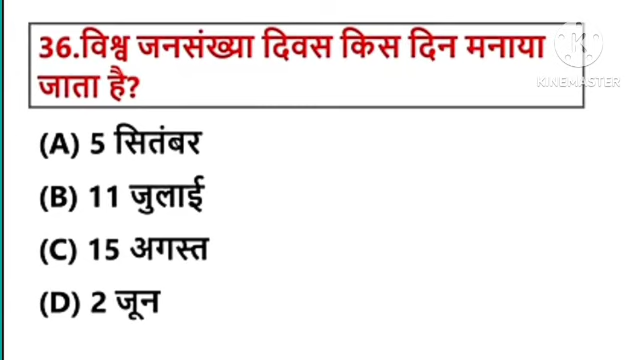 36.विश्व जनसंख्या दिवस किस दिन मनाया
जाता है?
K
KINEMASTER
(A) 5 सितंबर
(B) 11 जुलाई
(C) 15 अगस्त
(D) 2 जून